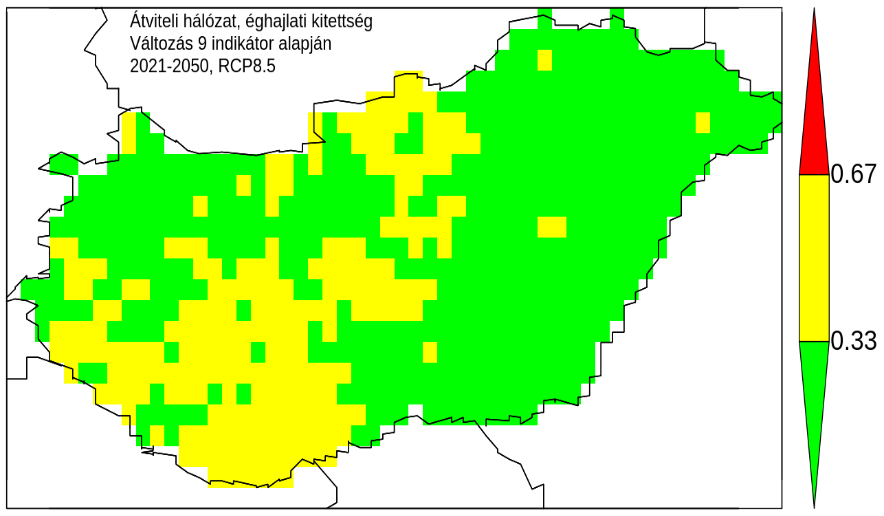 Átviteli hálózat, éghajlati kitettség
Változás 9 indikátor alapján
2021-2050, RCP8.5
0.67
0.33